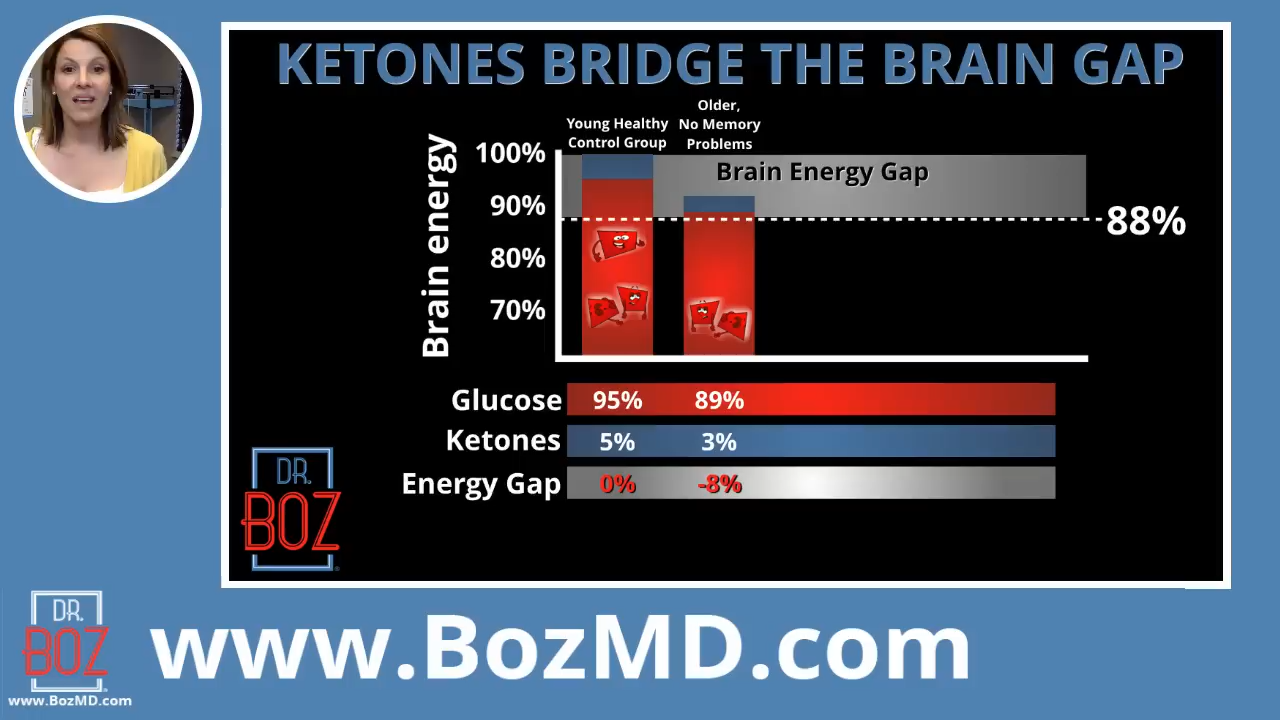 KETONES BRIDGE THE BRAIN GAP
Young Healthy
Control Group
Older,
No Memory
Problems
Brain energy
100%
90%
80%
70%
Brain Energy Gap
88%
Glucose 95% 89%
Ketones 5% 3%
Energy Gap 0% -8%
DR.
BOZ
DR.
BOZ
www.BozMD.com
www.BozMD.com